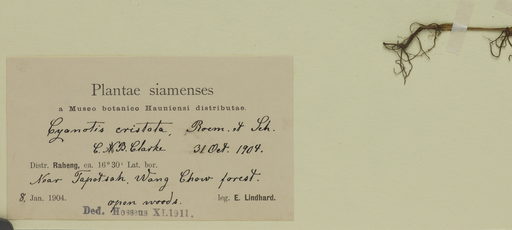 Plantae siamenses
a Museo botanico Hauniensi distributae.
Cyanotis cristata, Roem. et Sch.
C. B. Clarke 31 Oct. 1904.
Distr. Raheng, ca. 16°30' Lat. bor.
Near Tapotsah, Wang Chow forest.
8, Jan. 1904. open woods. leg. E. Lindhard.
Ded. Hosseus XI.1911.